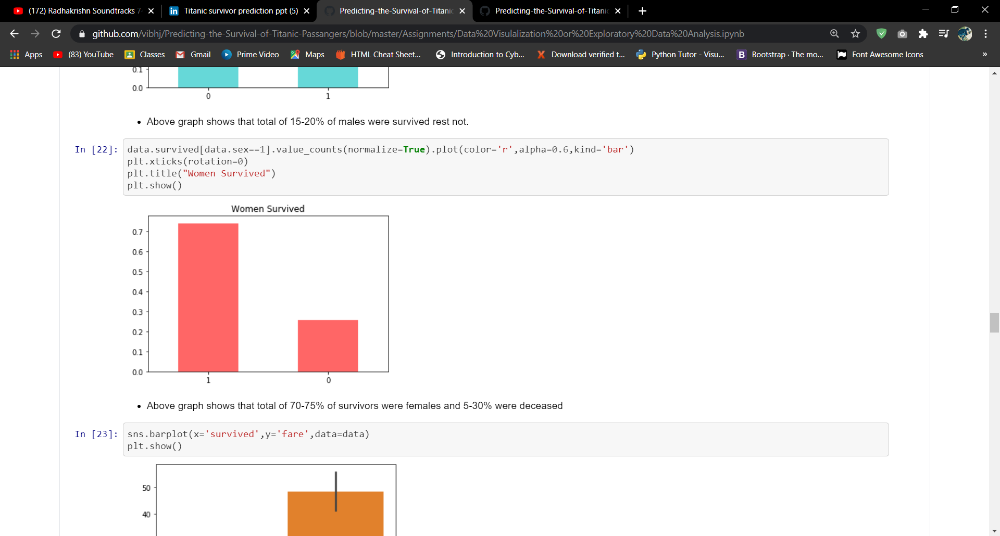 (172) Radhakrishn Soundtracks 7
Titanic survivor prediction ppt (5)
Predicting-the-Survival-of-Titanic
Predicting-the-Survival-of-Titanic
github.com/vibhj/Predicting-the-Survival-of-Titanic-Passangers/blob/master/Assignments/Data%20Visulalization%20or%20Exploratory%20Data%20Analysis.ipynb
Apps
(83) YouTube
Classes
Gmail
Prime Video
Maps
HTML Cheat Sheet...
Introduction to Cyb...
Download verified t...
Python Tutor - Visu...
Bootstrap · The mo...
Font Awesome Icons
»
0.1
0.0
0 1
• Above graph shows that total of 15-20% of males were survived rest not.
In [22]:
data.survived[data.sex==1].value_counts(normalize=True).plot(color='r',alpha=0.6,kind='bar')
plt.xticks(rotation=0)
plt.title("Women Survived")
plt.show()
Women Survived
0.7
0.6
0.5
0.4
0.3
0.2
0.1
0.0
1 0
• Above graph shows that total of 70-75% of survivors were females and 5-30% were deceased
In [23]:
sns.barplot(x='survived',y='fare',data=data)
plt.show()
50
40